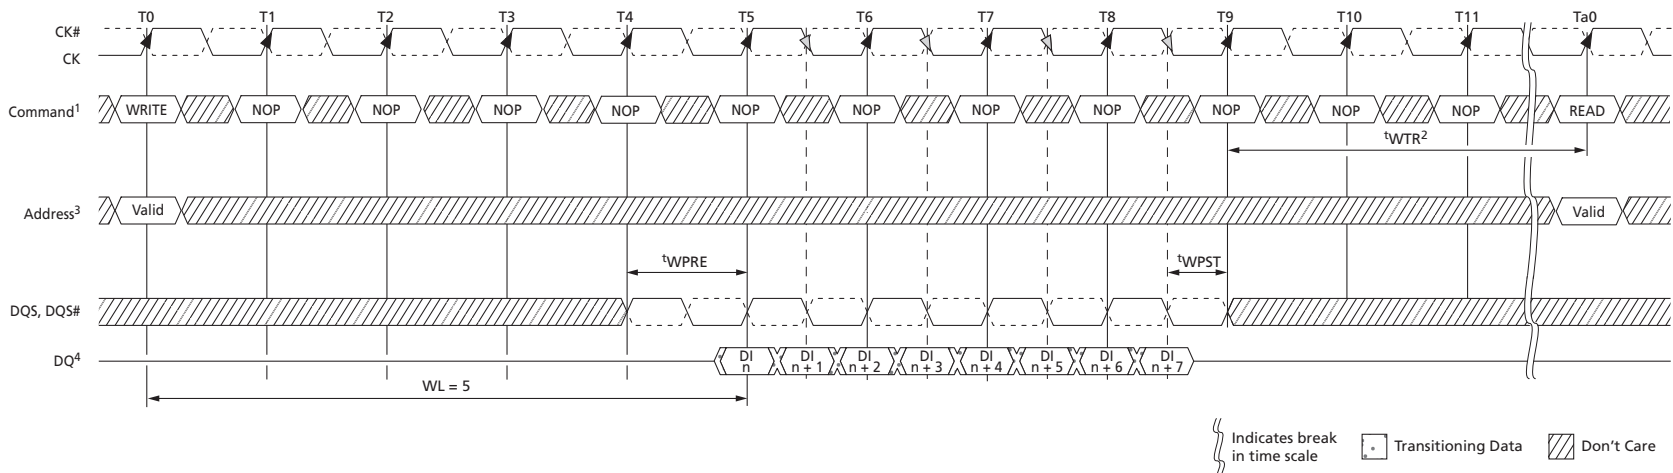 T0 T1 T2 T3 T4 T5 T6 T7 T8 T9 T10 T11 Ta0
CK#
CK
Command¹ WRITE NOP NOP NOP NOP NOP NOP NOP NOP NOP NOP NOP READ
tWTR²
Address³ Valid Valid
tWPRE tWPST
DQS, DQS#
DQ⁴ DI n DI n + 1 DI n + 2 DI n + 3 DI n + 4 DI n + 5 DI n + 6 DI n + 7
WL = 5
Indicates break
in time scale
Transitioning Data
Don't Care